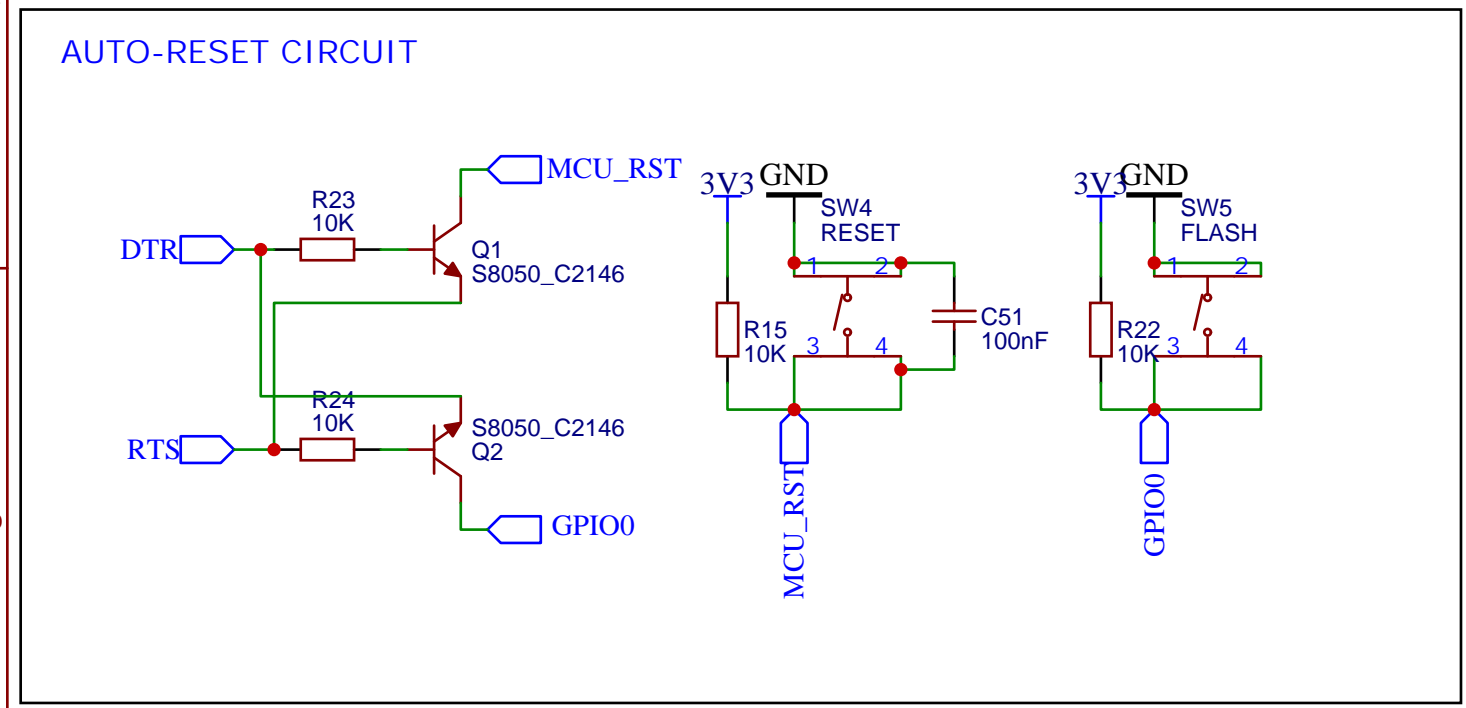 AUTO-RESET CIRCUIT
MCU_RST
R23
10K
DTR
Q1
S8050_C2146
R24
10K
RTS
S8050_C2146
Q2
GPIO0
3V3
GND
SW4
RESET
1
2
R15
10K
3
4
C51
100nF
MCU_RST
3V3
GND
SW5
FLASH
1
2
R22
10K
3
4
GPIO0